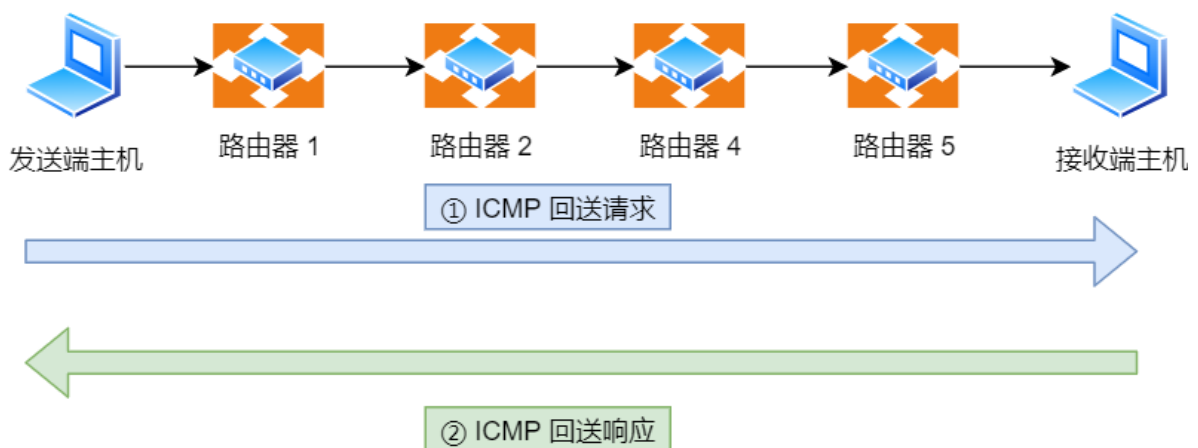 发送端主机
路由器 1
路由器 2
路由器 4
路由器 5
接收端主机
① ICMP 回送请求
② ICMP 回送响应